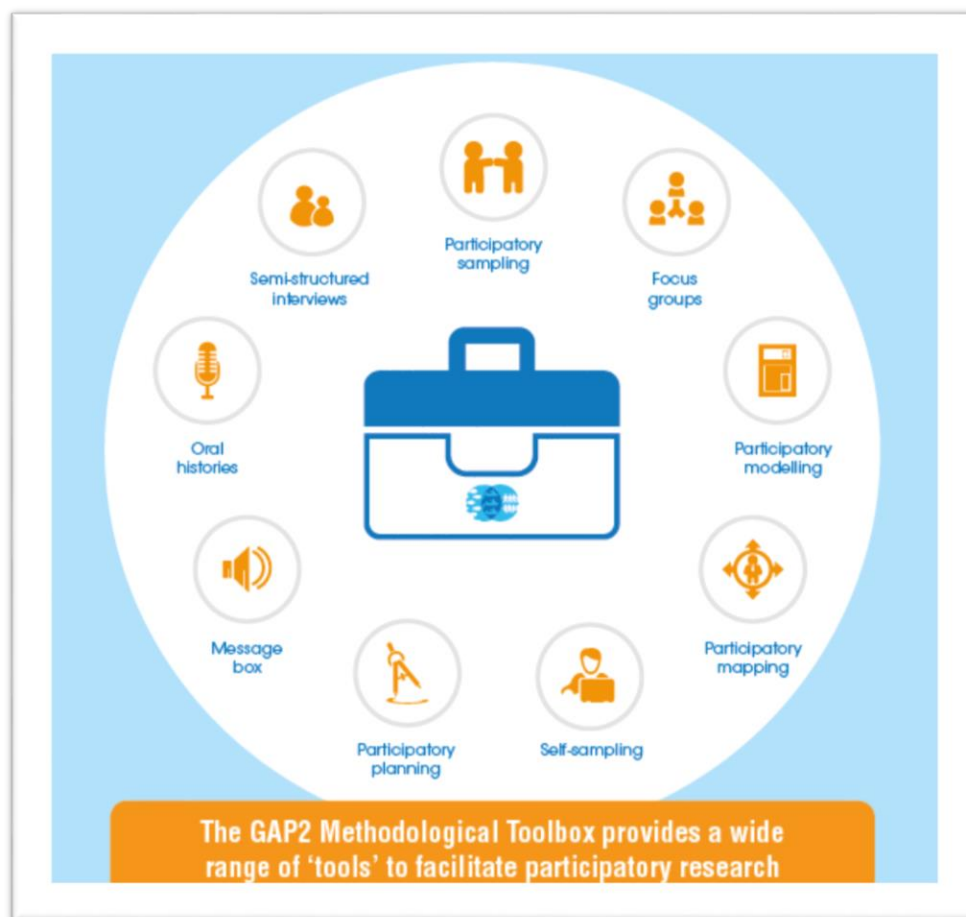 Participatory
sampling
Semi-structured
interviews
Focus
groups
Oral
histories
Participatory
modelling
Message
box
Participatory
mapping
Participatory
planning
Self-sampling
The GAP2 Methodological Toolbox provides a wide
range of ‘tools’ to facilitate participatory research